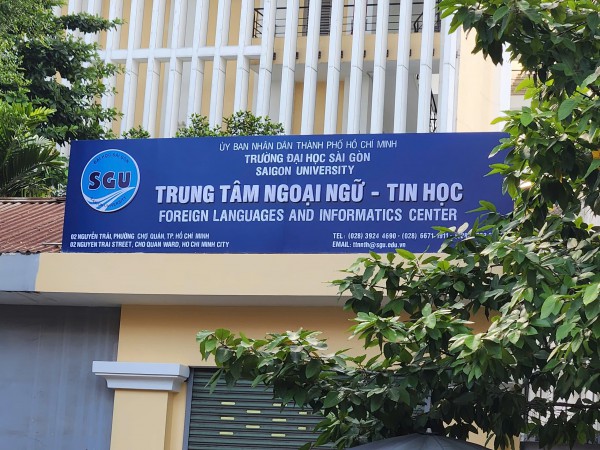 ỦY BAN NHÂN DÂN THÀNH PHỐ HỒ CHÍ MINH
TRƯỜNG ĐẠI HỌC SÀI GÒN
SAIGON UNIVERSITY
SGU
TRUNG TÂM NGOẠI NGỮ - TIN HỌC
FOREIGN LANGUAGES AND INFORMATICS CENTER
02 NGUYỄN TRÃI, PHƯỜNG CHỢ QUÁN, TP. HỒ CHÍ MINH
02 NGUYEN TRAI STREET, CHO QUAN WARD, HO CHI MINH CITY
TEL: (028) 3924 4690 - (028) 6671
EMAIL: ttnnth@sgu.edu.vn